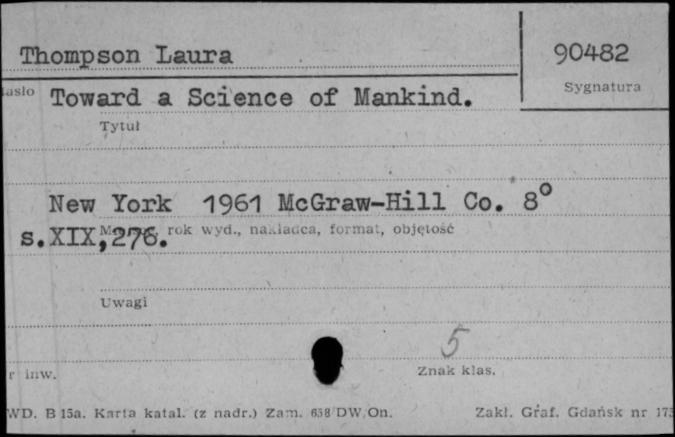 Thompson Laura
90482
Sygnatura
Toward a Science of Mankind.
Tytuł
New York 1961 McGraw-Hill Co. 8°
s.XIX,276.
rok wyd., nakładca, format, objętość
Uwagi
5
inw.
Znak klas.
WD. B 15a. Karta katal. (z nadr.) Zam. 638 DW.On.
Zakł. Graf. Gdańsk nr